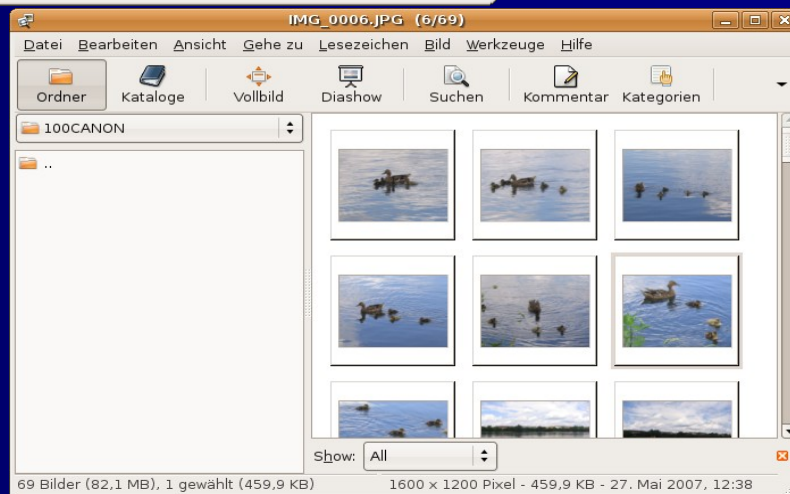 IMG_0006.JPG (6/69)
Datei Bearbeiten Ansicht Gehe zu Lesezeichen Bild Werkzeuge Hilfe
Ordner Kataloge Vollbild Diashow Suchen Kommentar Kategorien
100CANON
..
Show: All
69 Bilder (82,1 MB), 1 gewählt (459,9 KB) 1600 x 1200 Pixel - 459,9 KB - 27. Mai 2007, 12:38